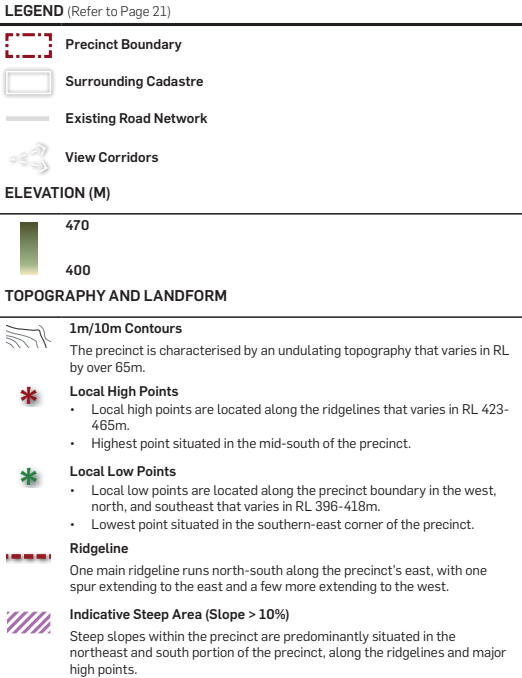 LEGEND (Refer to Page 21)
Precinct Boundary
Surrounding Cadastre
Existing Road Network
View Corridors
ELEVATION (M)
470
400
TOPOGRAPHY AND LANDFORM
1m/10m Contours
The precinct is characterised by an undulating topography that varies in RL
by over 65m.
Local High Points
• Local high points are located along the ridgelines that varies in RL 423-
465m.
• Highest point situated in the mid-south of the precinct.
Local Low Points
• Local low points are located along the precinct boundary in the west,
north, and southeast that varies in RL 396-418m.
• Lowest point situated in the southern-east corner of the precinct.
Ridgeline
One main ridgeline runs north-south along the precinct's east, with one
spur extending to the east and a few more extending to the west.
Indicative Steep Area (Slope > 10%)
Steep slopes within the precinct are predominantly situated in the
northeast and south portion of the precinct, along the ridgelines and major
high points.